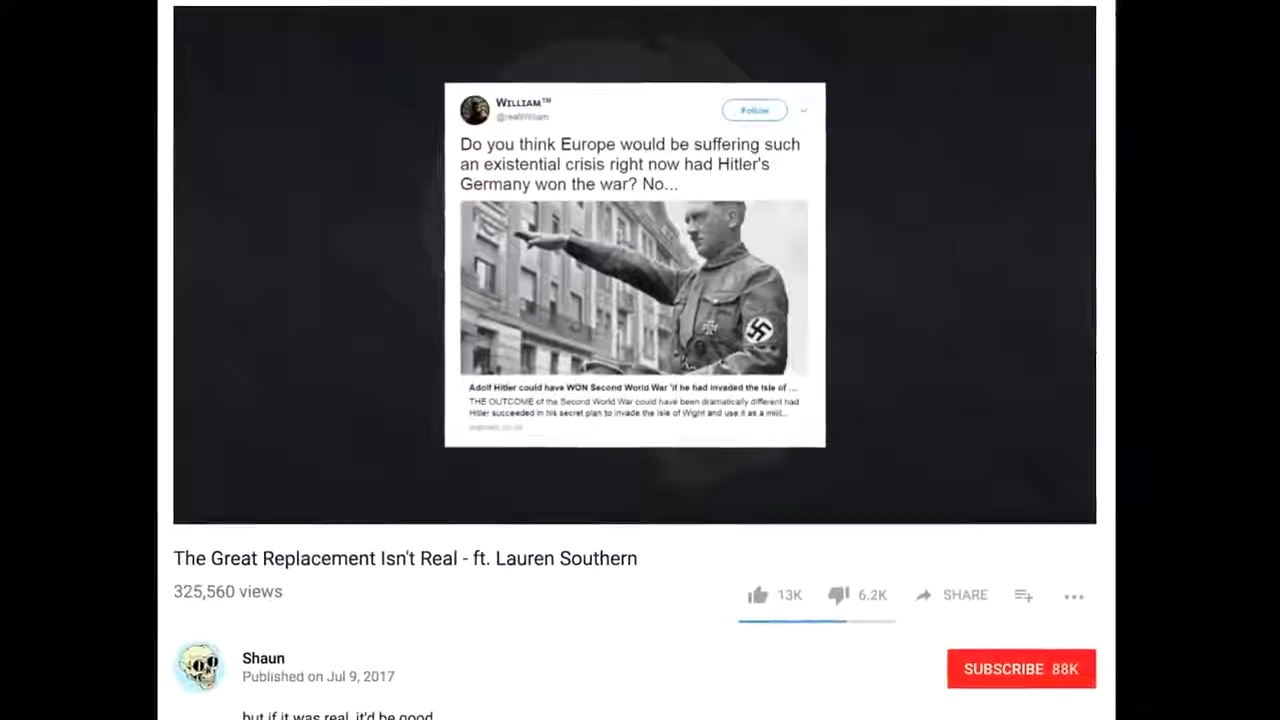 WILLIAM™
Follow
Do you think Europe would be suffering such
an existential crisis right now had Hitler's
Germany won the war? No...
Adolf Hitler could have WON Second World War 'if he had invaded the Isle of ...
THE OUTCOME of the Second World War could have been dramatically different had
Hitler succeeded in his secret plan to invade the Isle of Wight and use it as a milit...
The Great Replacement Isn't Real - ft. Lauren Southern
325,560 views
13K 6.2K SHARE
Shaun
Published on Jul 9, 2017
SUBSCRIBE 88K
but if it was real, it'd be good